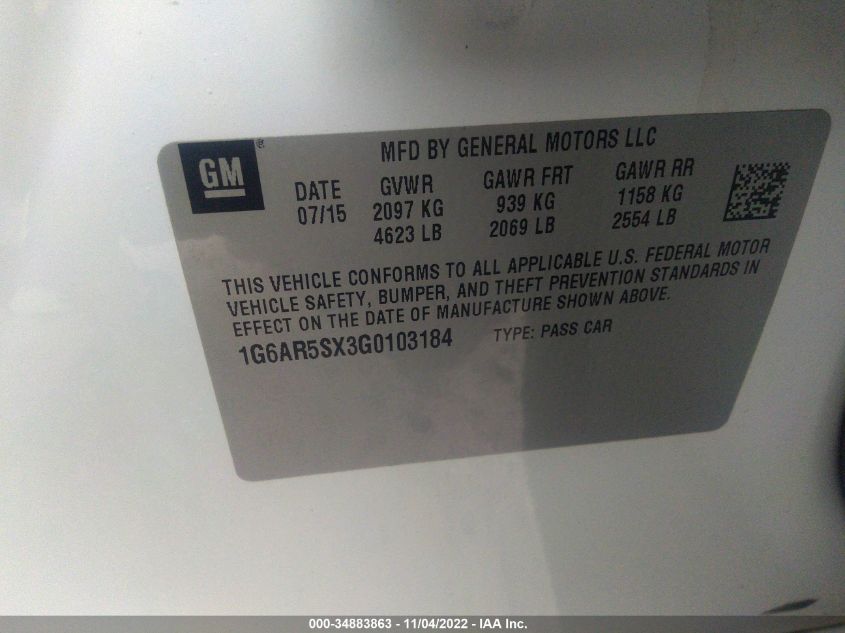 GM®
MFD BY GENERAL MOTORS LLC
DATE GVWR GAWR FRT GAWR RR
07/15 2097 KG 939 KG 1158 KG
4623 LB 2069 LB 2554 LB
THIS VEHICLE CONFORMS TO ALL APPLICABLE U.S. FEDERAL MOTOR
VEHICLE SAFETY, BUMPER, AND THEFT PREVENTION STANDARDS IN
EFFECT ON THE DATE OF MANUFACTURE SHOWN ABOVE.
1G6AR5SX3G0103184 TYPE: PASS CAR
000-34883863 - 11/04/2022 - IAA Inc.